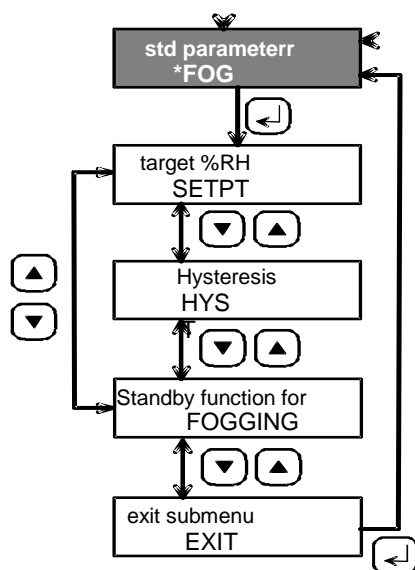 std parameterr
*FOG
target %RH
SETPT
Hysteresis
HYS
T
Standby function for
FOGGING
exit submenu
EXIT